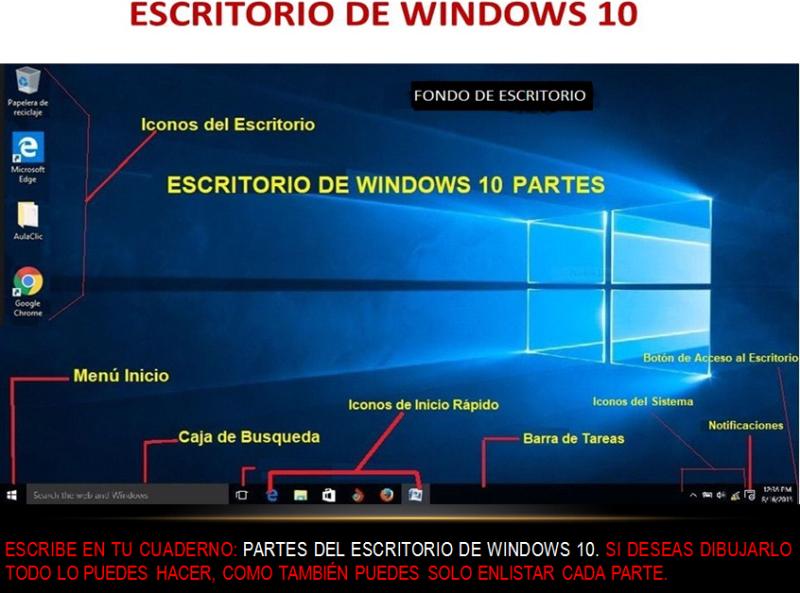 ESCRITORIO DE WINDOWS 10
FONDO DE ESCRITORIO
Papelera de
reciclaje
Iconos del Escritorio
Microsoft
Edge
ESCRITORIO DE WINDOWS 10 PARTES
AulaClic
Google
Chrome
Botón de Acceso al Escritorio
Menú Inicio
Iconos de Inicio Rápido
Iconos del Sistema
Notificaciones
Caja de Busqueda
Barra de Tareas
Search the web and Windows
ESCRIBE EN TU CUADERNO: PARTES DEL ESCRITORIO DE WINDOWS 10. SI DESEAS DIBUJARLO
TODO LO PUEDES HACER, COMO TAMBIÉN PUEDES SOLO ENLISTAR CADA PARTE.